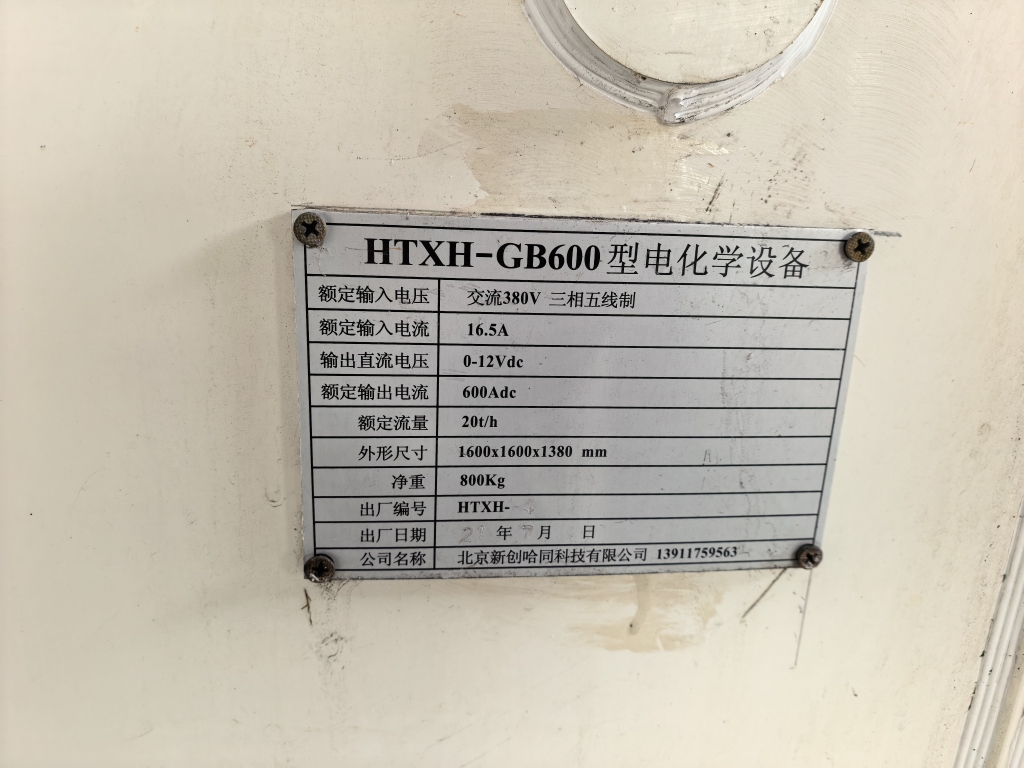 HTXH-GB600型电化学设备
额定输入电压 交流380V 三相五线制
额定输入电流 16.5A
输出直流电压 0-12Vdc
额定输出电流 600Adc
额定流量 20t/h
外形尺寸 1600x1600x1380 mm
净重 800Kg
出厂编号 HTXH-
出厂日期 年 月 日
公司名称 北京新创哈同科技有限公司 13911759563